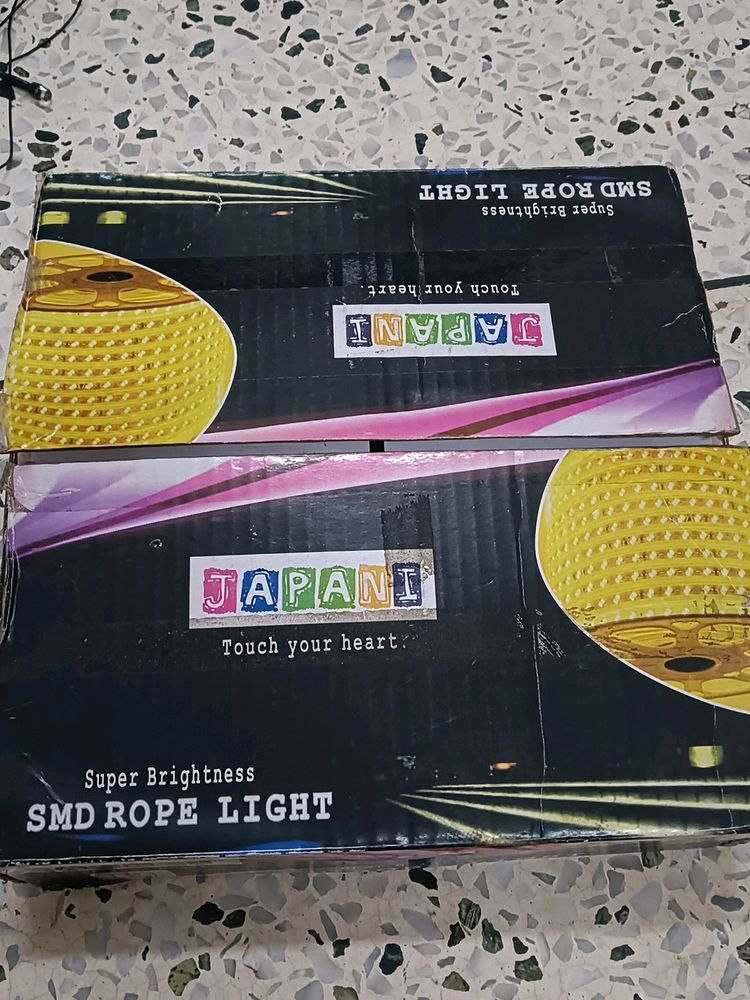 SMD ROPE LIGHT
Super Brightness
Touch your heart.
JAPANI
JAPANI
Touch your heart.
Super Brightness
SMD ROPE LIGHT